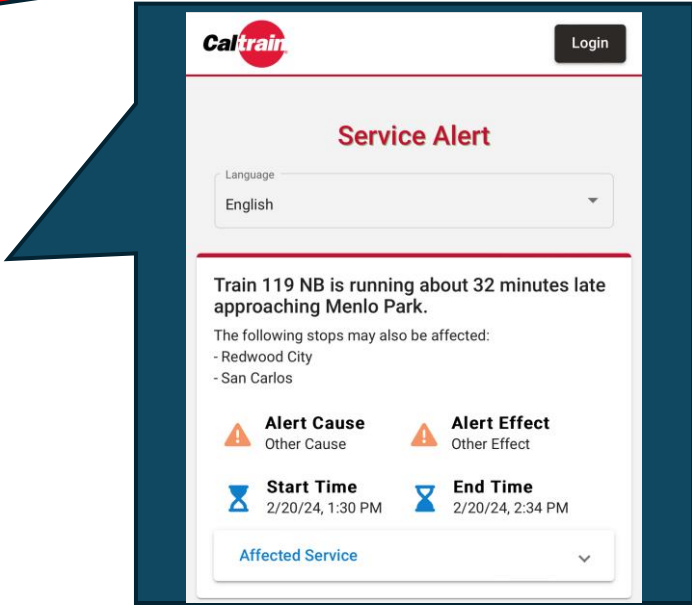 Caltrain
Login
Service Alert
Language
English
Train 119 NB is running about 32 minutes late
approaching Menlo Park.
The following stops may also be affected:
- Redwood City
- San Carlos
Alert Cause
Other Cause
Alert Effect
Other Effect
Start Time
2/20/24, 1:30 PM
End Time
2/20/24, 2:34 PM
Affected Service